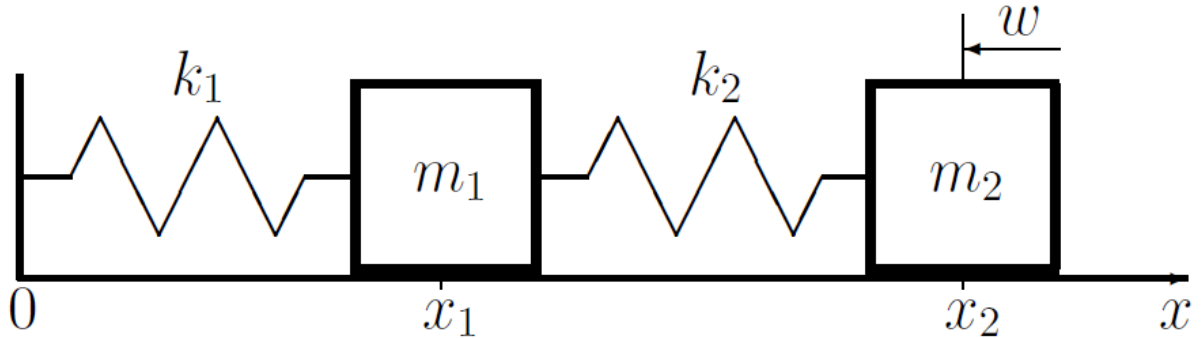 w
k₁ k₂
m₁ m₂
0 x₁ x₂ x